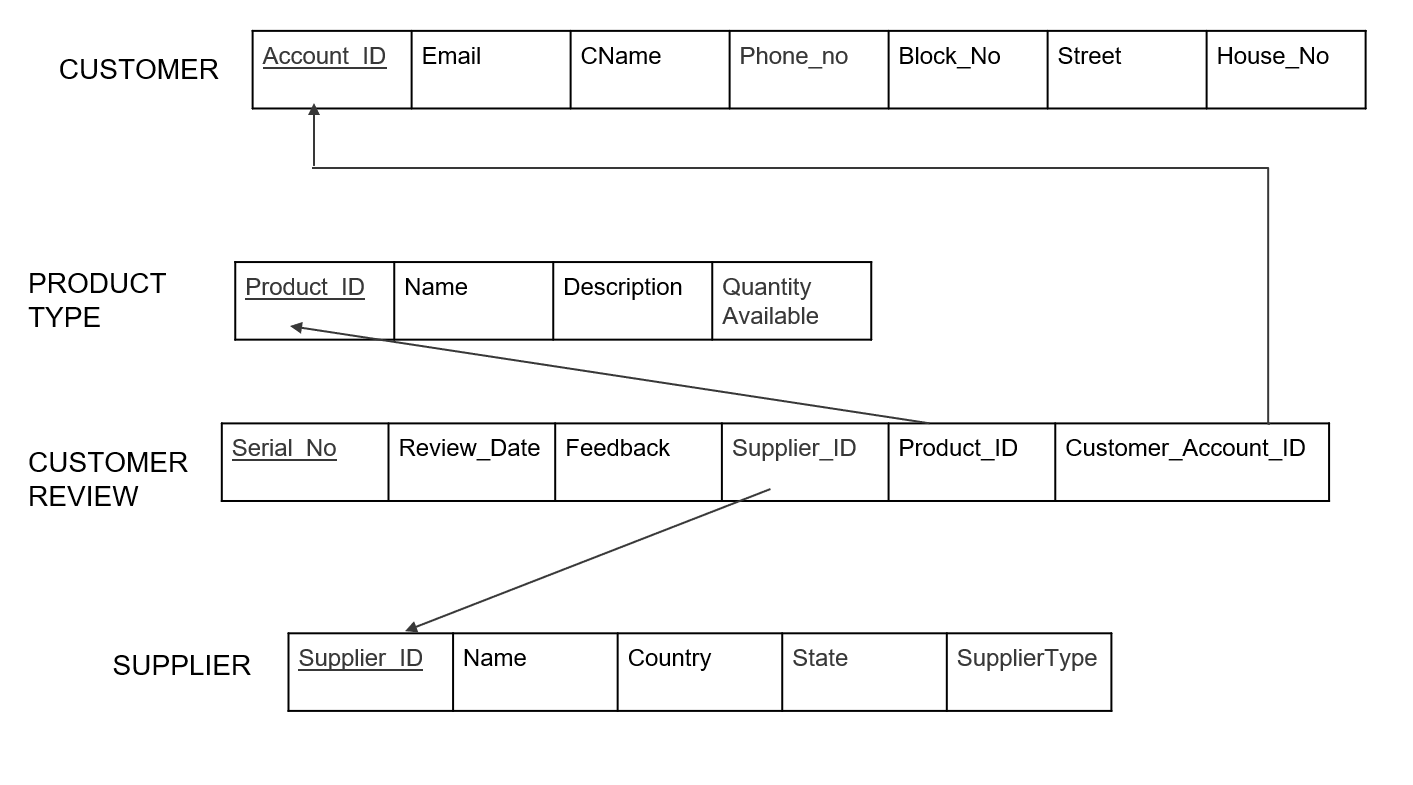 CUSTOMER
Account_ID
Email
CName
Phone_no
Block_No
Street
House_No
PRODUCT
TYPE
Product_ID
Name
Description
Quantity
Available
CUSTOMER
REVIEW
Serial_No
Review_Date
Feedback
Supplier_ID
Product_ID
Customer_Account_ID
SUPPLIER
Supplier_ID
Name
Country
State
SupplierType